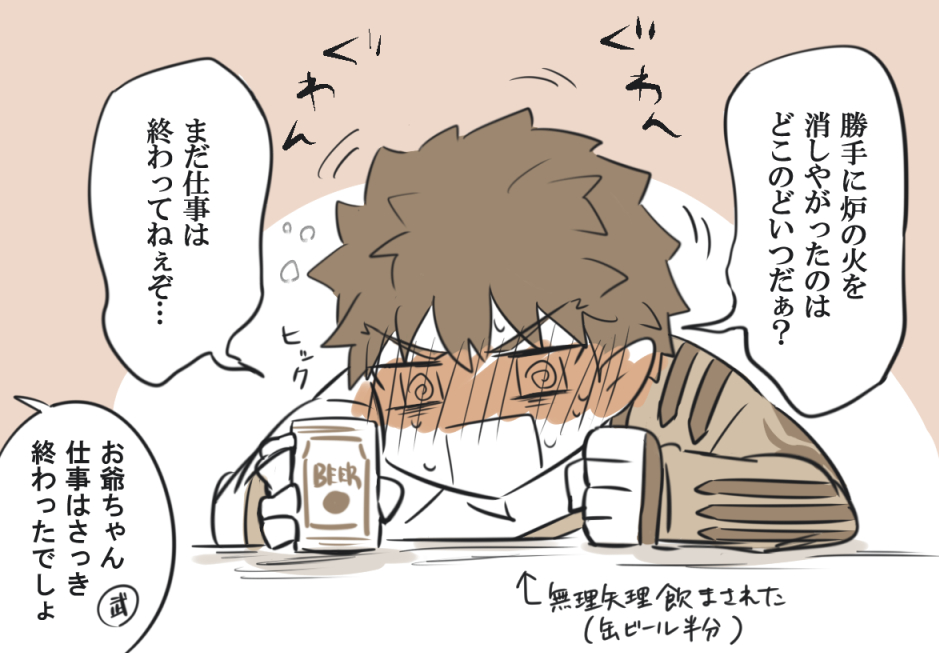 ぐわん
ぐわん
勝手に炉の火を
消しやがったのは
どこのどいつだぁ?
まだ仕事は
終わってねぇぞ…
ヒック
BEER
お爺ちゃん
仕事はさっき
終わったでしょ
武
↑無理矢理飲まされた
(缶ビール半分)